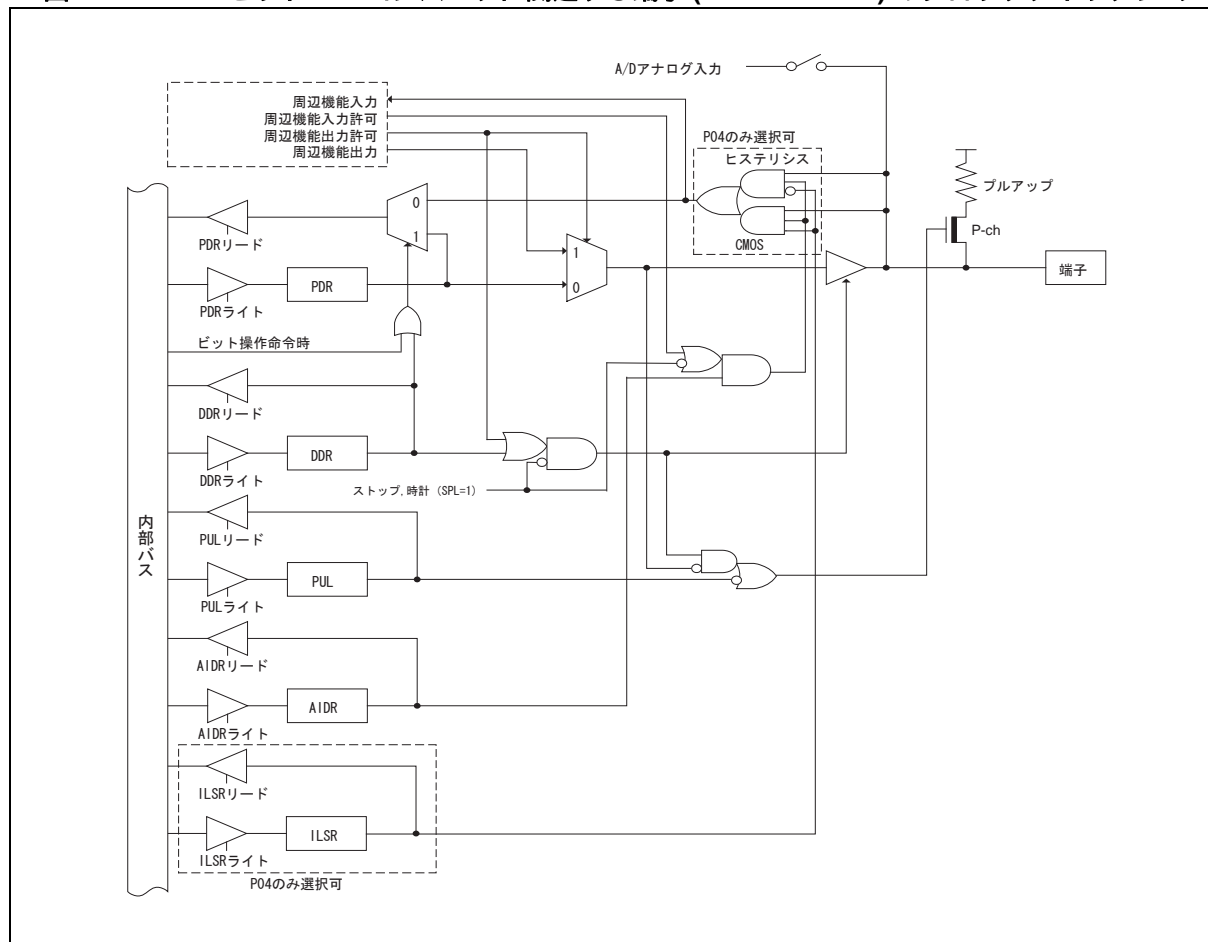 A/Dアナログ入力
周辺機能入力
周辺機能入力許可
周辺機能出力許可
周辺機能出力
P04のみ選択可
ヒステリシス
プルアップ
0
P-ch
PDRリード
1
1
CMOS
端子
PDR
0
PDRライト
ビット操作命令時
DDRリード
DDR
DDRライト
ストップ,時計 (SPL=1)
内部バス
PULリード
PUL
PULライト
AIDRリード
AIDR
AIDRライト
ILSRリード
ILSR
ILSRライト
P04のみ選択可